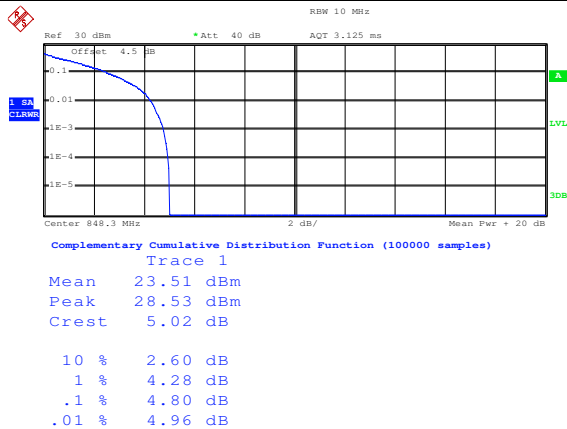 RBW 10 MHz
Ref 30 dBm *Att 40 dB AQT 3.125 ms
Offset 4.5 dB
0.1
A
0.01
1 SA
CLRWR
1E-3
LVL
1E-4
1E-5
3DB
Center 848.3 MHz 2 dB/ Mean Pwr + 20 dB
Complementary Cumulative Distribution Function (100000 samples)
Trace 1
Mean 23.51 dBm
Peak 28.53 dBm
Crest 5.02 dB
10 % 2.60 dB
1 % 4.28 dB
.1 % 4.80 dB
.01 % 4.96 dB